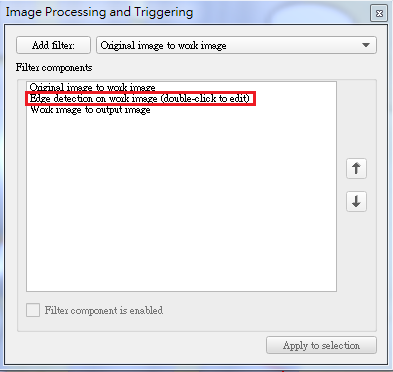 Image Processing and Triggering
Add filter: Original image to work image
Filter components
Original image to work image
Edge detection on work image (double-click to edit)
Work image to output image
Filter component is enabled
Apply to selection